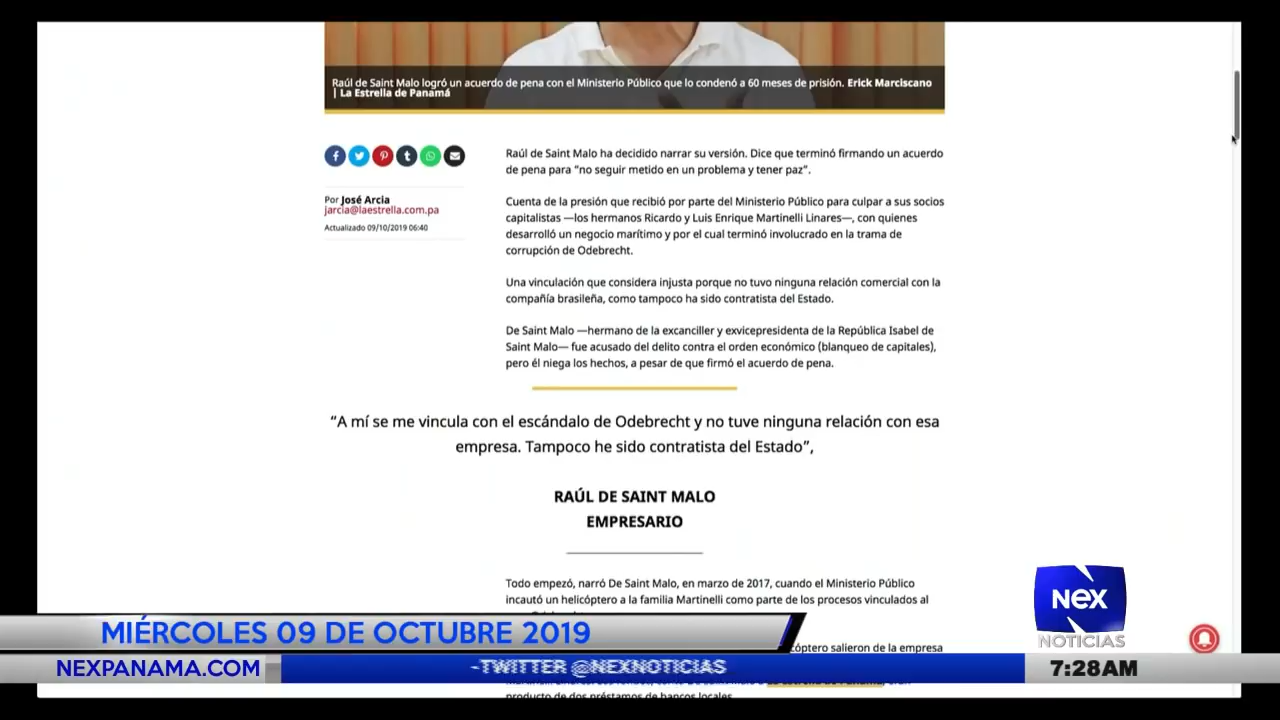 Raúl de Saint Malo logró un acuerdo de pena con el Ministerio Público que lo condenó a 60 meses de prisión. Erick Marciscano
| La Estrella de Panamá
Por José Arcia
jarcia@laestrella.com.pa
Actualizado 09/10/2019 06:40
Raúl de Saint Malo ha decidido narrar su versión. Dice que terminó firmando un acuerdo
de pena para "no seguir metido en un problema y tener paz".
Cuenta de la presión que recibió por parte del Ministerio Público para culpar a sus socios
capitalistas —los hermanos Ricardo y Luis Enrique Martinelli Linares—, con quienes
desarrolló un negocio marítimo y por el cual terminó involucrado en la trama de
corrupción de Odebrecht.
Una vinculación que considera injusta porque no tuvo ninguna relación comercial con la
compañía brasileña, como tampoco ha sido contratista del Estado.
De Saint Malo —hermano de la excanciller y exvicepresidenta de la República Isabel de
Saint Malo— fue acusado del delito contra el orden económico (blanqueo de capitales),
pero él niega los hechos, a pesar de que firmó el acuerdo de pena.
“A mí se me vincula con el escándalo de Odebrecht y no tuve ninguna relación con esa
empresa. Tampoco he sido contratista del Estado”,
RAÚL DE SAINT MALO
EMPRESARIO
Todo empezó, narró De Saint Malo, en marzo de 2017, cuando el Ministerio Público
incautó un helicóptero a la familia Martinelli como parte de los procesos vinculados al
cóptero salieron de la empresa
producto de dos préstamos de bancos locales.
MIÉRCOLES 09 DE OCTUBRE 2019
NEXPANAMA.COM
-TWITTER @NEXNOTICIAS
NEX
NOTICIAS
7:28AM